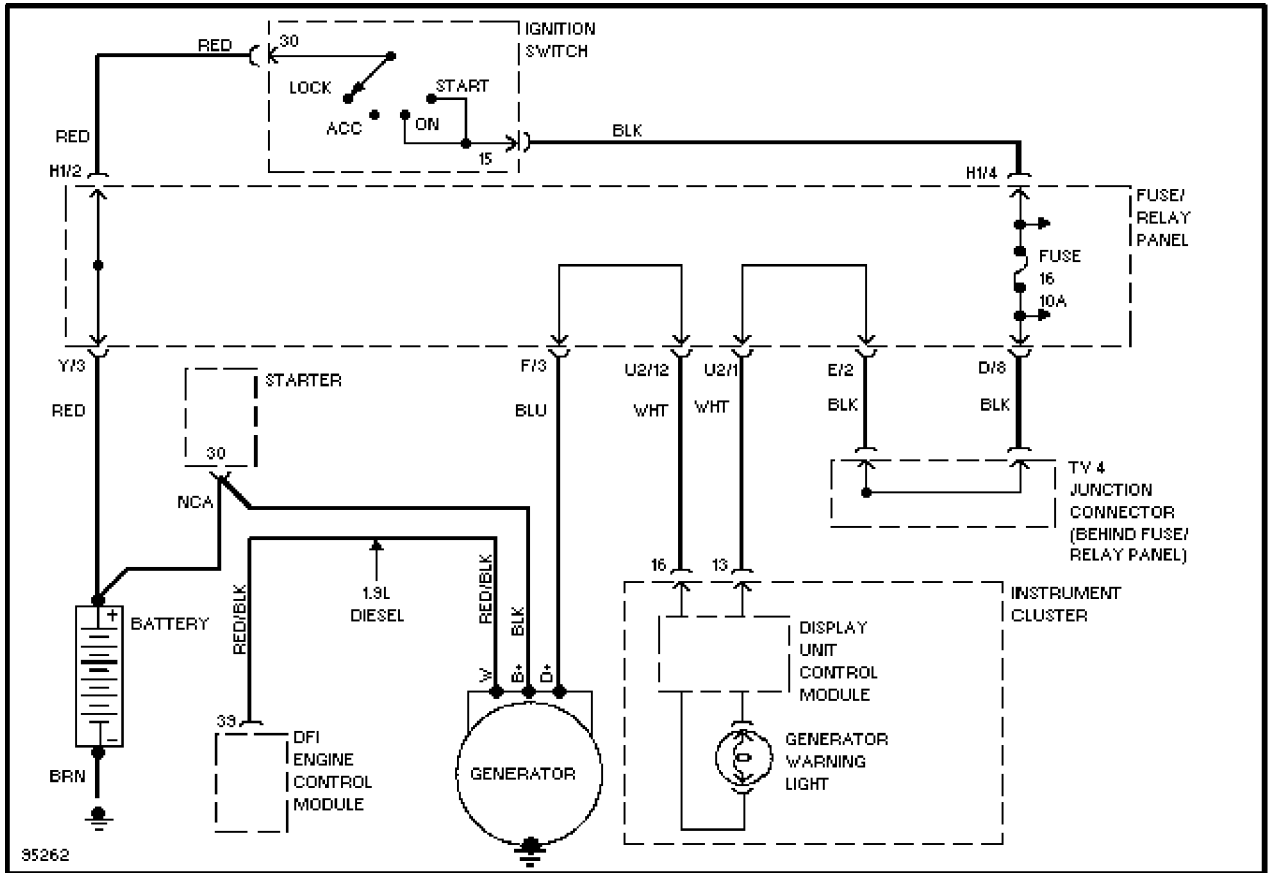 IGNITION
SWITCH
RED
30
LOCK
START
ACC
ON
15
BLK
RED
H1/2
H1/4
FUSE/
RELAY
PANEL
FUSE
16
10A
Y/3
F/3
U2/12
U2/1
E/2
D/8
RED
BLU
WHT
WHT
BLK
BLK
STARTER
30
NCA
TV 4
JUNCTION
CONNECTOR
(BEHIND FUSE/
RELAY PANEL)
1.9L
DIESEL
RED/BLK
RED/BLK
BLK
16
13
INSTRUMENT
CLUSTER
BATTERY
+
-
DISPLAY
UNIT
CONTROL
MODULE
W
B+
D+
39
DFI
ENGINE
CONTROL
MODULE
GENERATOR
GENERATOR
WARNING
LIGHT
BRN
95262